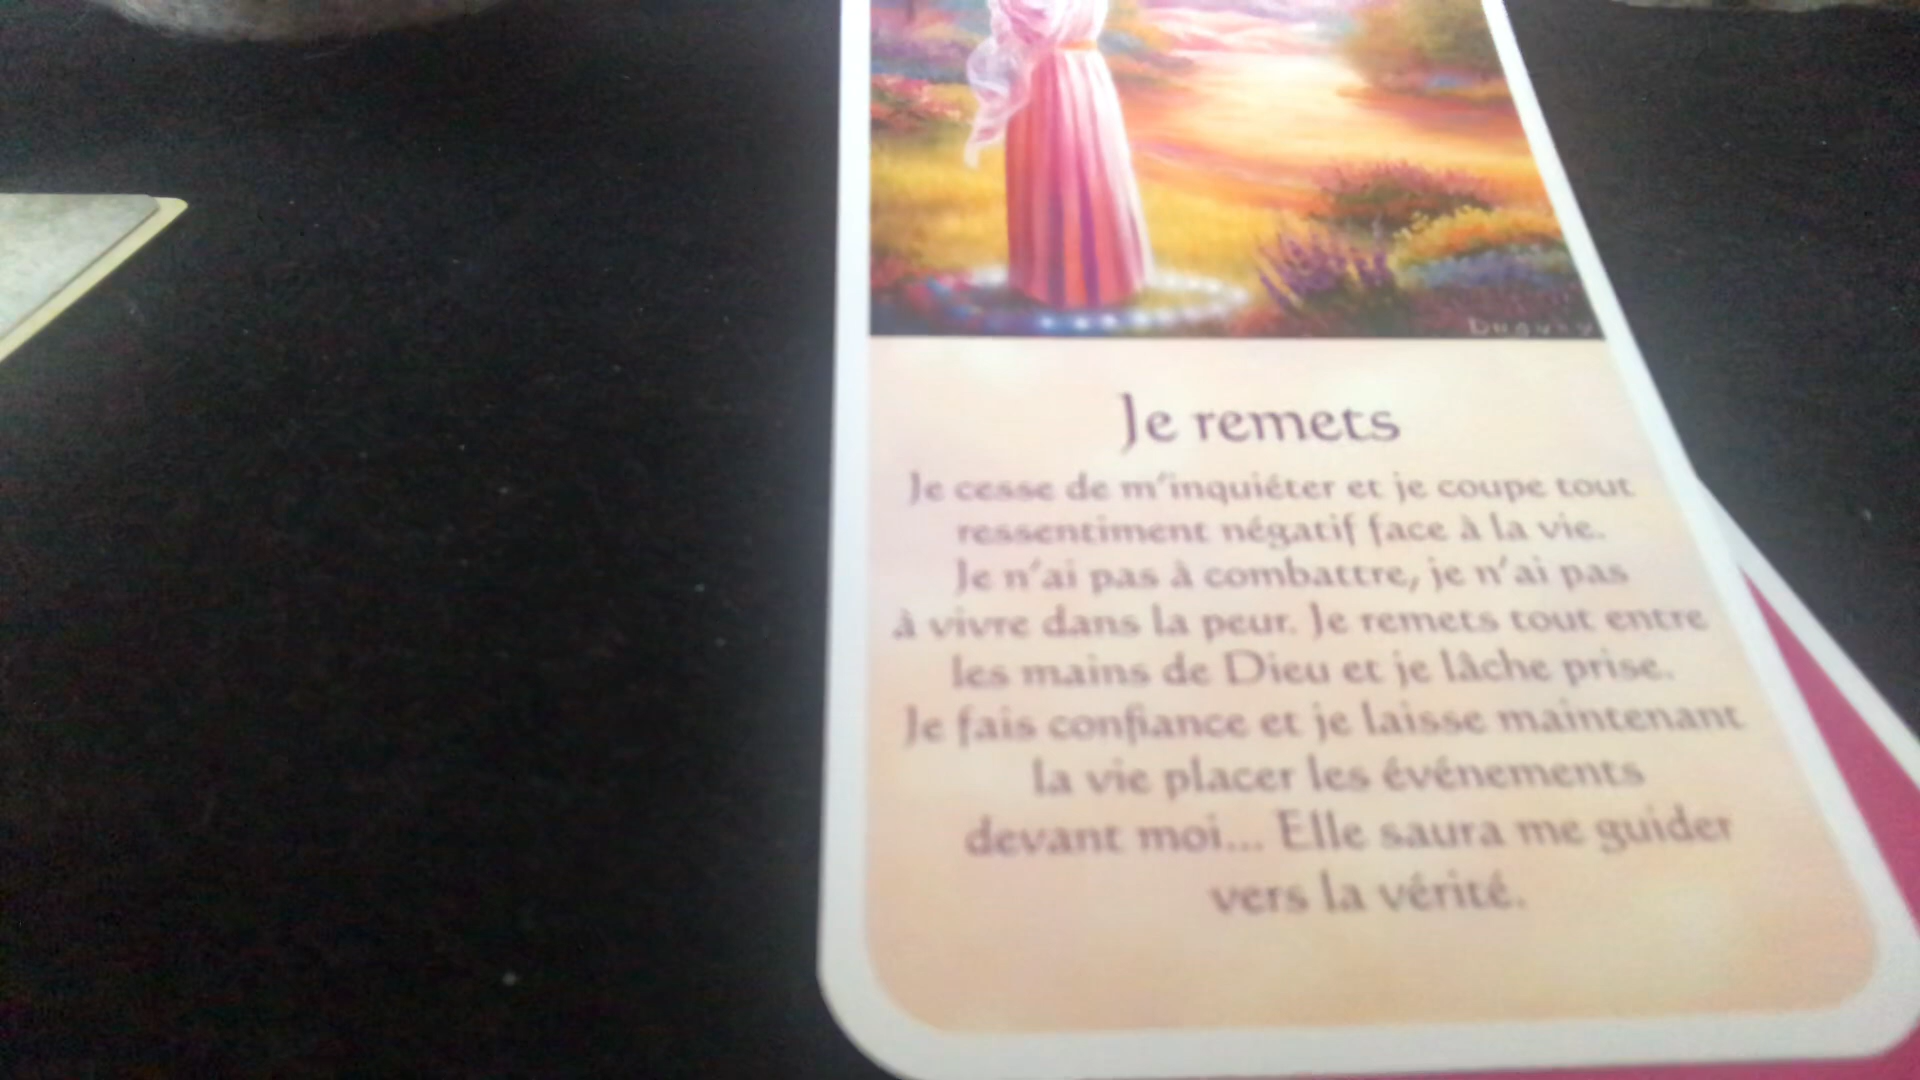 Duguay
Je remets
Je cesse de m'inquiéter et je coupe tout
ressentiment négatif face à la vie.
Je n'ai pas à combattre, je n'ai pas
à vivre dans la peur. Je remets tout entre
les mains de Dieu et je lâche prise.
Je fais confiance et je laisse maintenant
la vie placer les événements
devant moi... Elle saura me guider
vers la vérité.